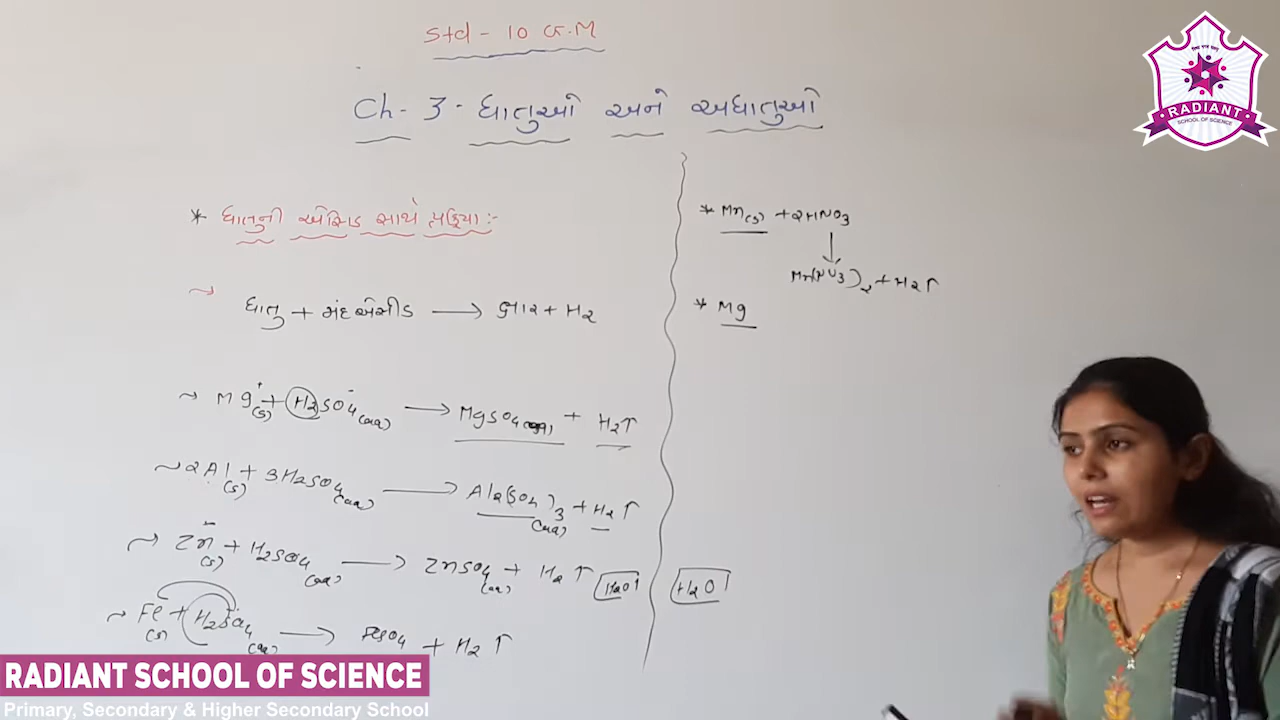 Std - 10 G.M
Ch - 3 - ધાતુઓ અને અધાતુઓ
* ધાતુની એસિડ સાથે પ્રક્રિયા :-
~ ધાતુ + મંદ એસીડ → ક્ષાર + H2
~ Mg(s) + H2SO4(aq) → MgSO4(aq) + H2↑
~ 2Al(s) + 3H2SO4(aq) → Al2(SO4)3(aq) + H2↑
~ Zn(s) + H2SO4(aq) → ZnSO4(aq) + H2↑ H2O
~ Fe(s) + H2SO4(aq) → FeSO4 + H2↑
* Mn(s) + 2HNO3
↓
Mn(NO3)2 + H2↑
* Mg
H2O
RADIANT
SCHOOL OF SCIENCE
RADIANT SCHOOL OF SCIENCE
Primary, Secondary & Higher Secondary School